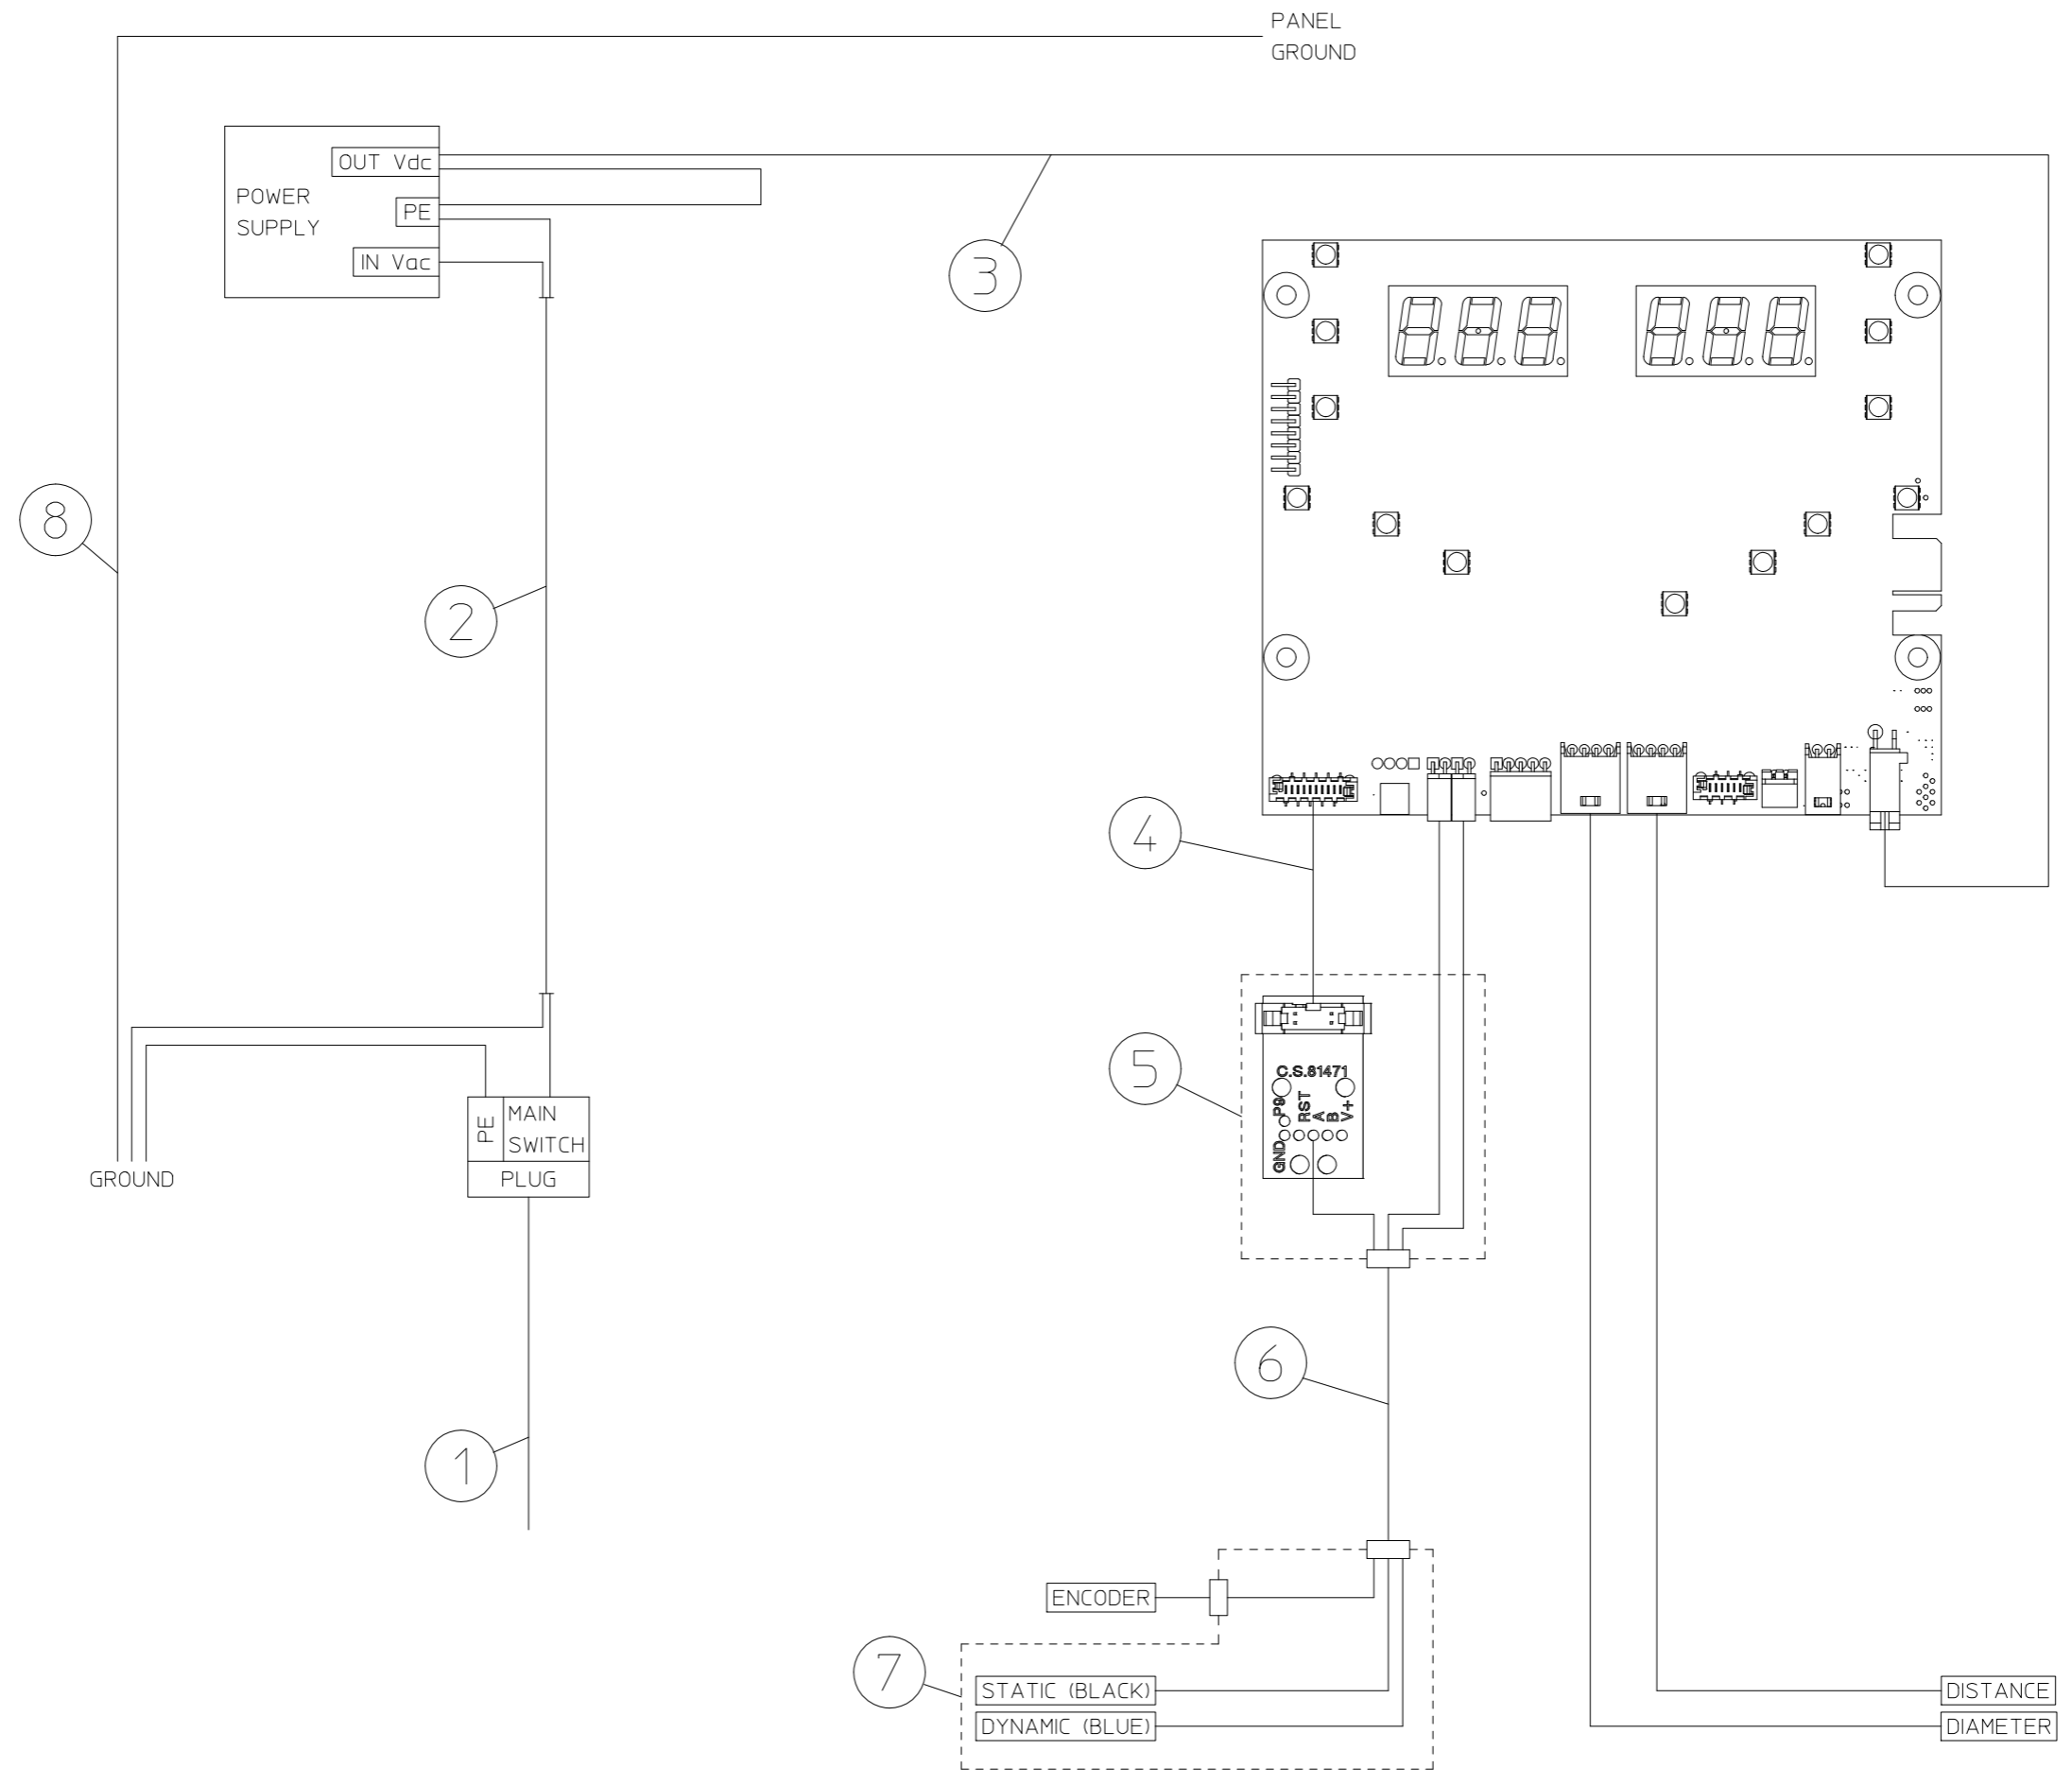 PANEL
GROUND
OUT Vdc
POWER
SUPPLY
PE
IN Vac
3
8
2
4
5
C.S.81471
P9
RST
A
B
V+
GND
PE
MAIN
SWITCH
PLUG
GROUND
6
1
ENCODER
7
STATIC (BLACK)
DYNAMIC (BLUE)
DISTANCE
DIAMETER